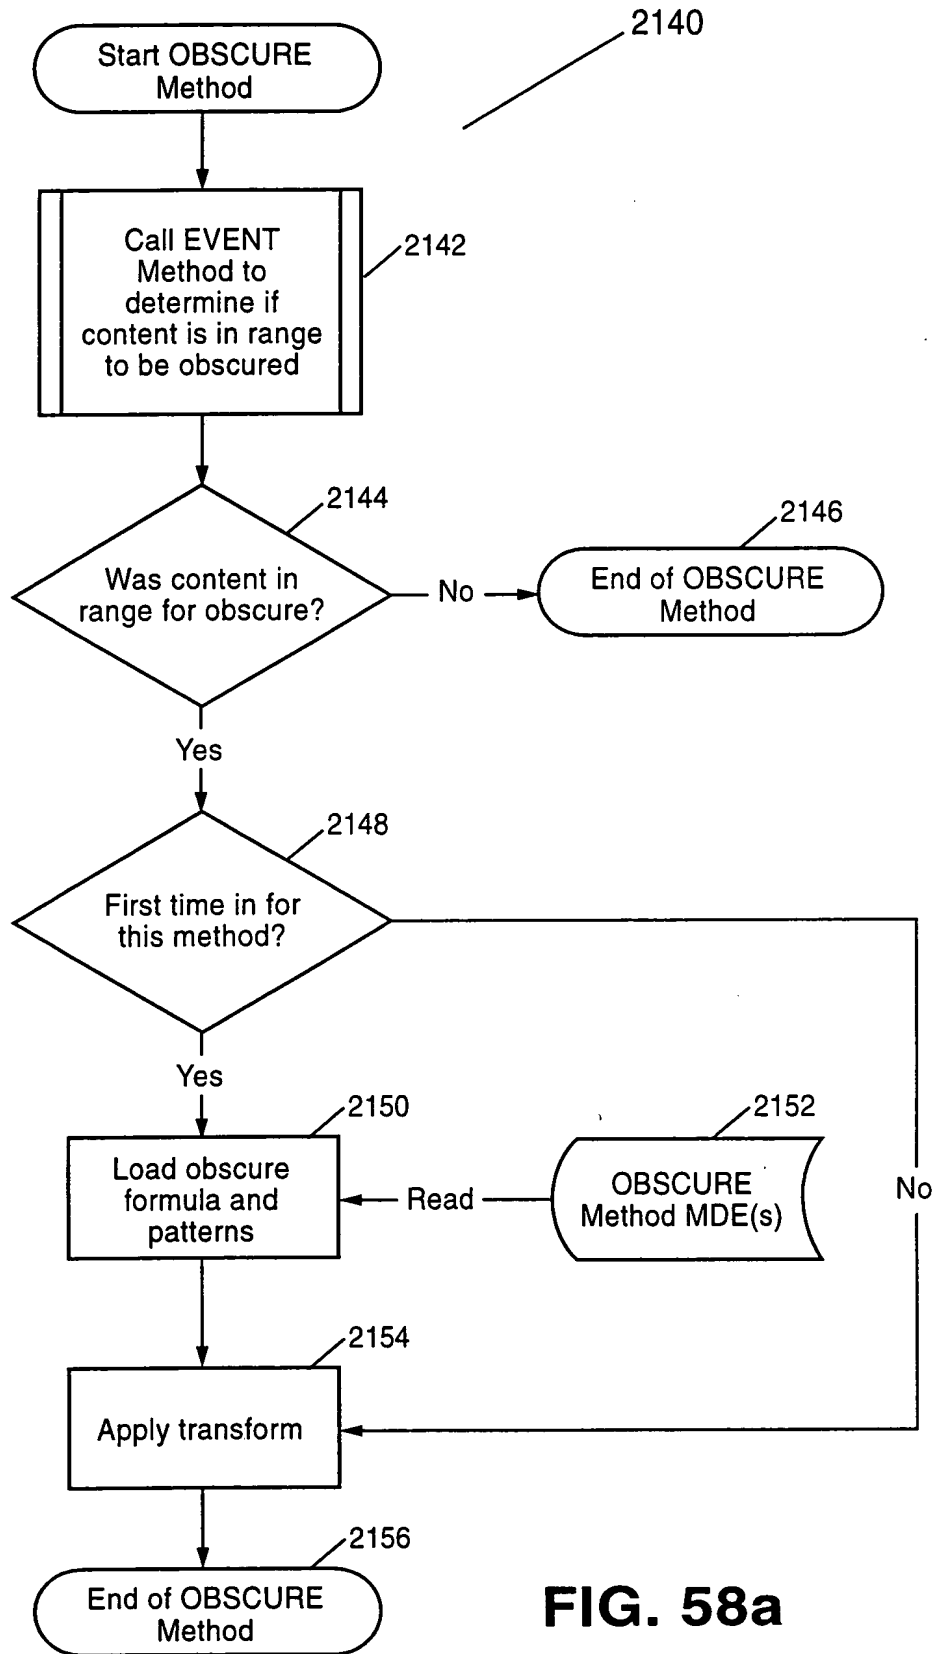 2140
Start OBSCURE
Method
Call EVENT
Method to
determine if
content is in range
to be obscured
2142
2144
Was content in
range for obscure?
No
2146
End of OBSCURE
Method
Yes
2148
First time in for
this method?
Yes
2150
Load obscure
formula and
patterns
Read
2152
OBSCURE
Method MDE(s)
No
2154
Apply transform
2156
End of OBSCURE
Method
FIG. 58a